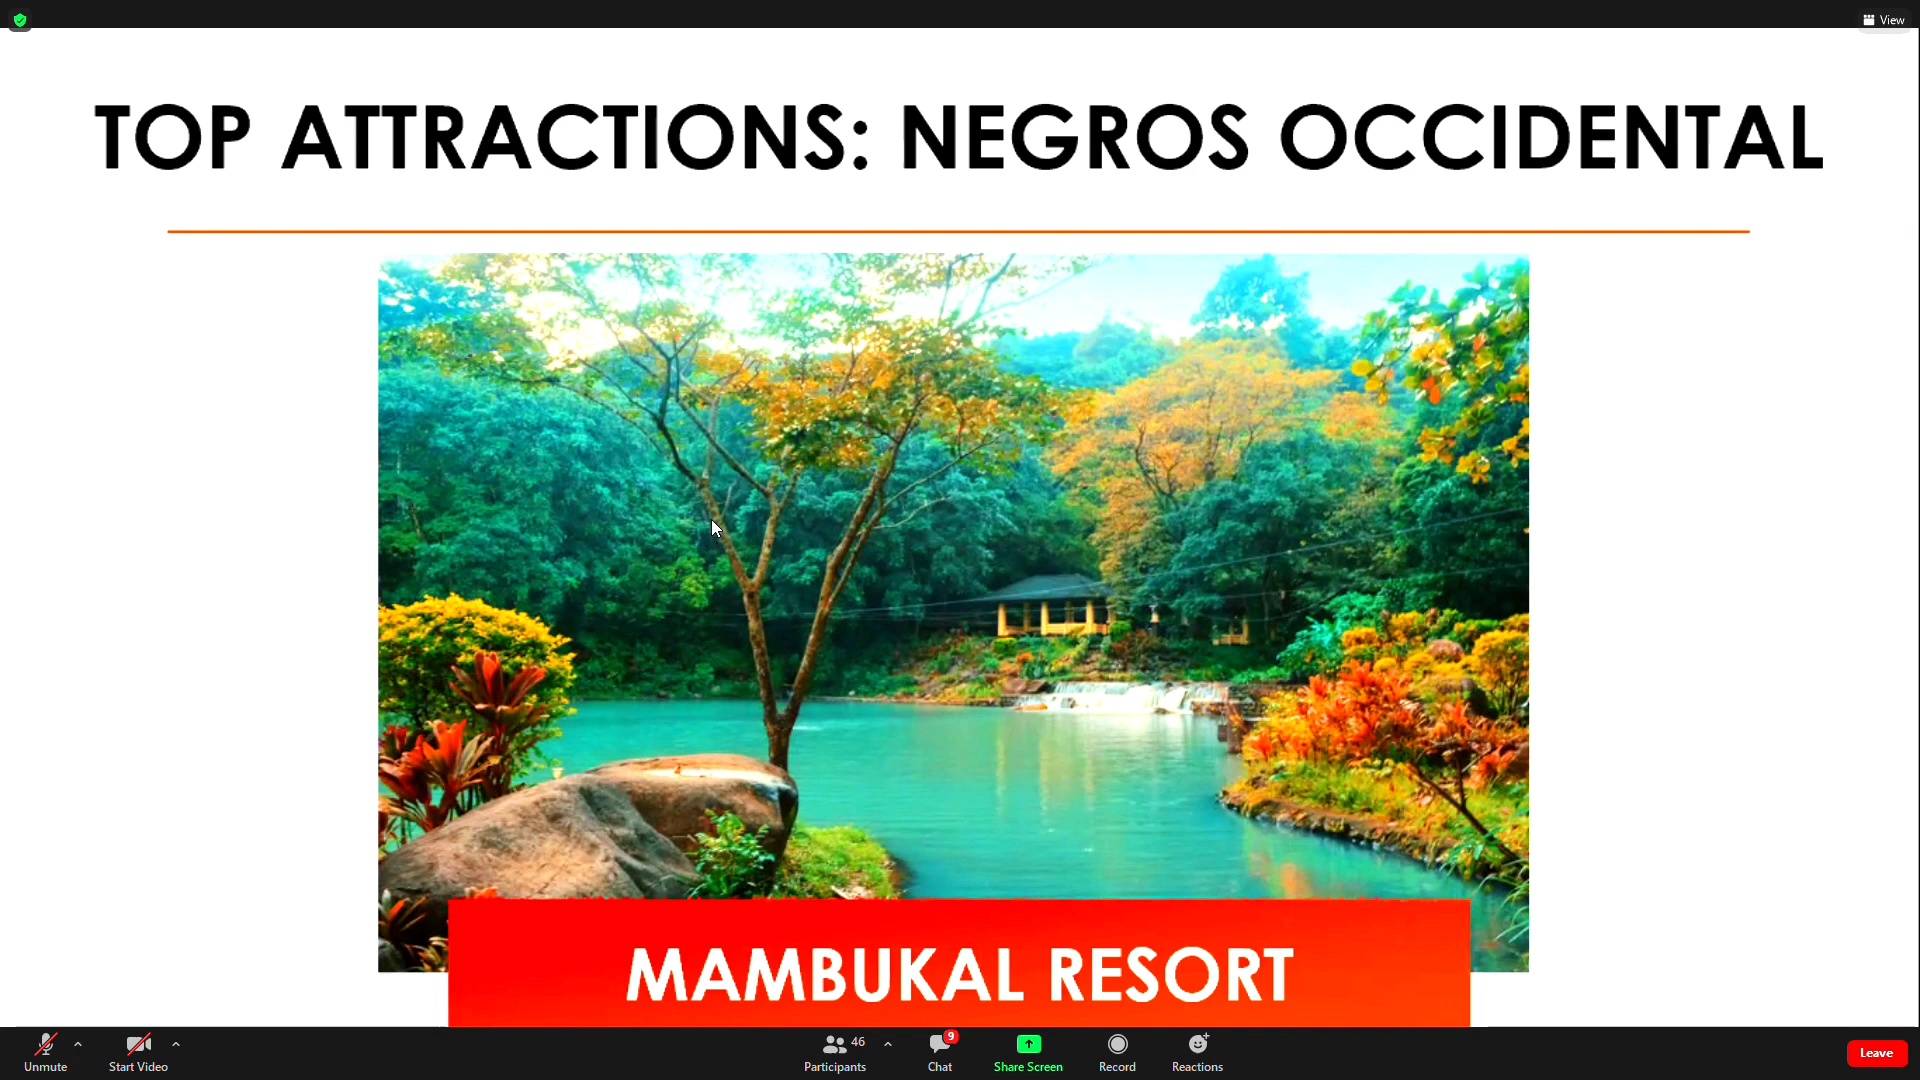 View
TOP ATTRACTIONS: NEGROS OCCIDENTAL
MAMBUKAL RESORT
Unmute
Start Video
46
Participants
9
Chat
Share Screen
Record
Reactions
Leave